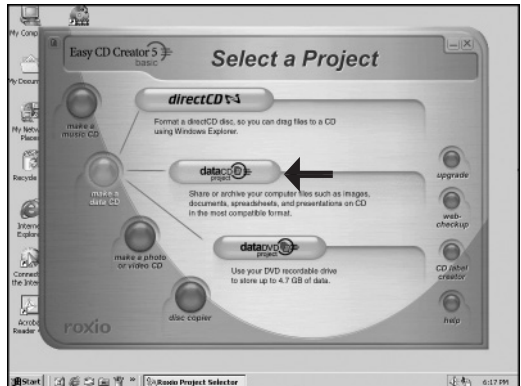 My Comp
Easy CD Creator 5
basic
Select a Project
My Docum
directCD
Format a directCD disc, so you can drag files to a CD
using Windows Explorer.
make a
music CD
My Netw
Places
dataCD
project
Recycle
make a
data CD
Share or archive your computer files such as images,
documents, spreadsheets, and presentations on CD
in the most compatible format.
upgrade
web-
checkup
Interne
Explor
dataDVD
project
make a photo
or video CD
Use your DVD recordable drive
to store up to 4.7 GB of data.
CD label
creator
Connect
the Inter
disc copier
help
Acroba
Reader
roxio
Start
Roxio Project Selector
6:17 PM